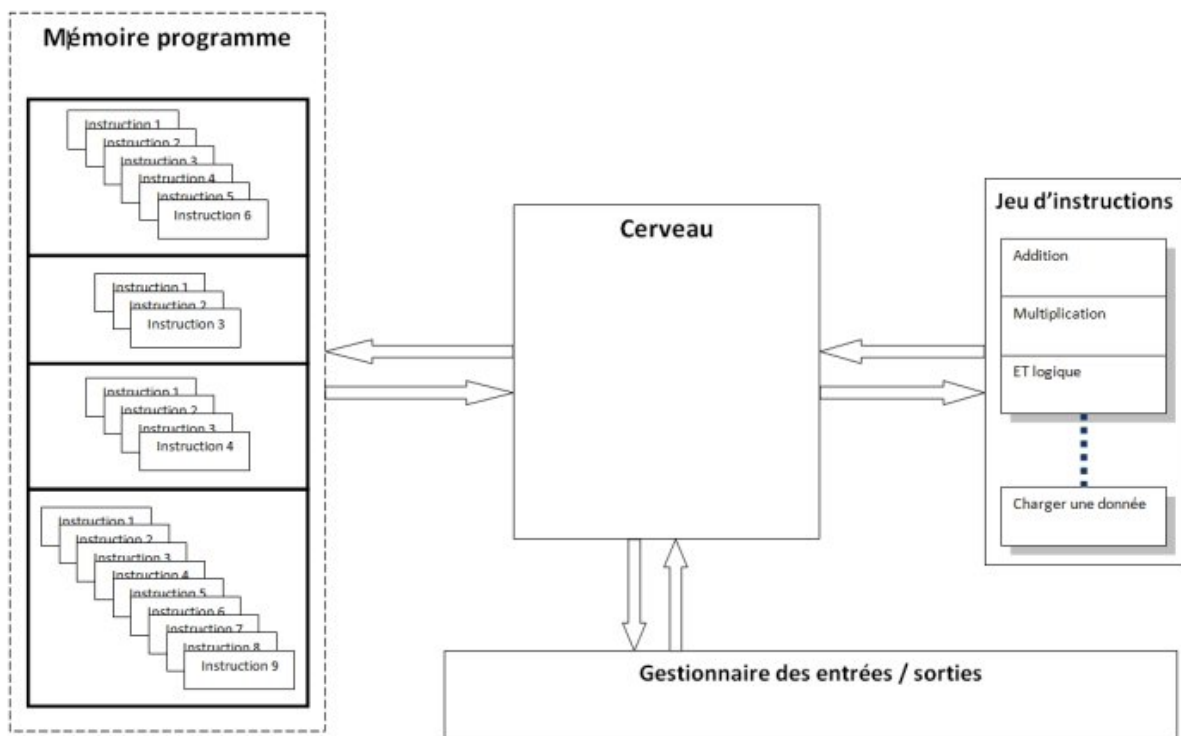 Mémoire programme
Instruction 1
Instruction 2
Instruction 3
Instruction 4
Instruction 5
Instruction 6
Instruction 1
Instruction 2
Instruction 3
Instruction 1
Instruction 2
Instruction 3
Instruction 4
Instruction 1
Instruction 2
Instruction 3
Instruction 4
Instruction 5
Instruction 6
Instruction 7
Instruction 8
Instruction 9
Cerveau
Jeu d'instructions
Addition
Multiplication
ET logique
Charger une donnée
Gestionnaire des entrées / sorties